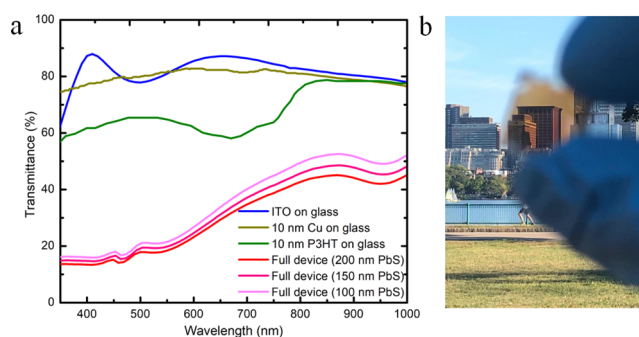 a
b
100
80
60
40
20
0
Transmittance (%)
ITO on glass
10 nm Cu on glass
10 nm P3HT on glass
Full device (200 nm PbS)
Full device (150 nm PbS)
Full device (100 nm PbS)
400 500 600 700 800 900 1000
Wavelength (nm)